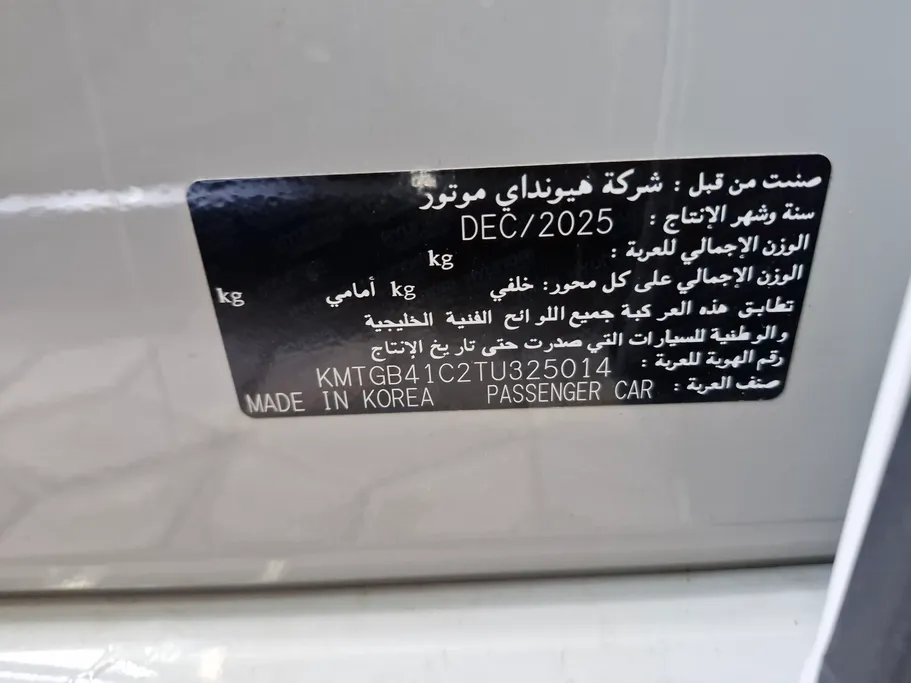 صنعت من قبل : شركة هيونداي موتور
سنة وشهر الإنتاج : DEC/2025
الوزن الإجمالي للعربة : kg
الوزن الإجمالي على كل محور: خلفي kg أمامي kg
تطابق هذه المركبة جميع اللوائح الفنية الخليجية
والوطنية للسيارات التي صدرت حتى تاريخ الإنتاج
رقم الهوية للعربة : KMTGB41C2TU325014
صنف العربة : PASSENGER CAR MADE IN KOREA